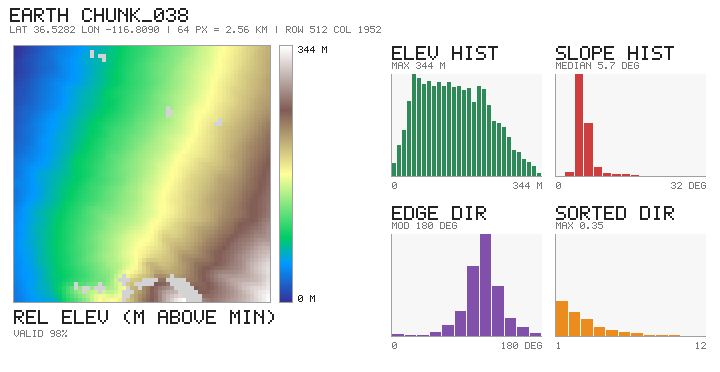 EARTH CHUNK_038
LAT 36.5282 LON -116.8090 | 64 PX = 2.56 KM | ROW 512 COL 1952
344 M
0 M
REL ELEV (M ABOVE MIN)
VALID 98%
ELEV HIST
MAX 344 M
0 344 M
SLOPE HIST
MEDIAN 5.7 DEG
0 32 DEG
EDGE DIR
MOD 180 DEG
0 180 DEG
SORTED DIR
MAX 0.35
1 12